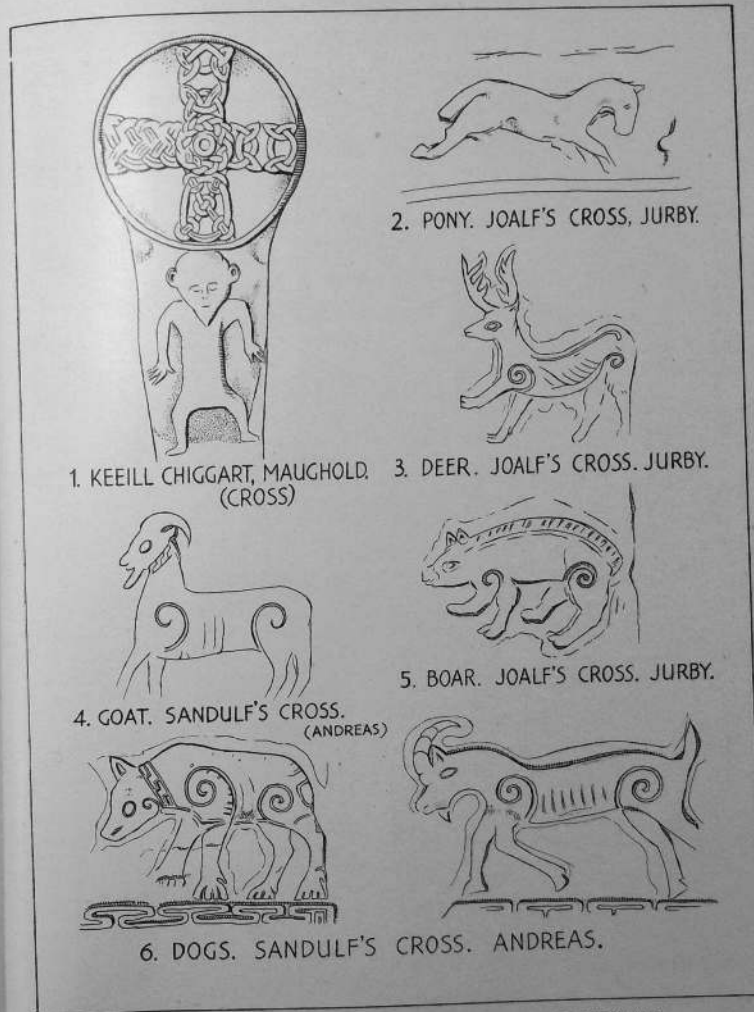 1. KEEILL CHIGGART, MAUGHOLD.
(CROSS)
2. PONY. JOALF'S CROSS, JURBY.
3. DEER. JOALF'S CROSS. JURBY.
4. GOAT. SANDULF'S CROSS.
(ANDREAS)
5. BOAR. JOALF'S CROSS. JURBY.
6. DOGS. SANDULF'S CROSS. ANDREAS.